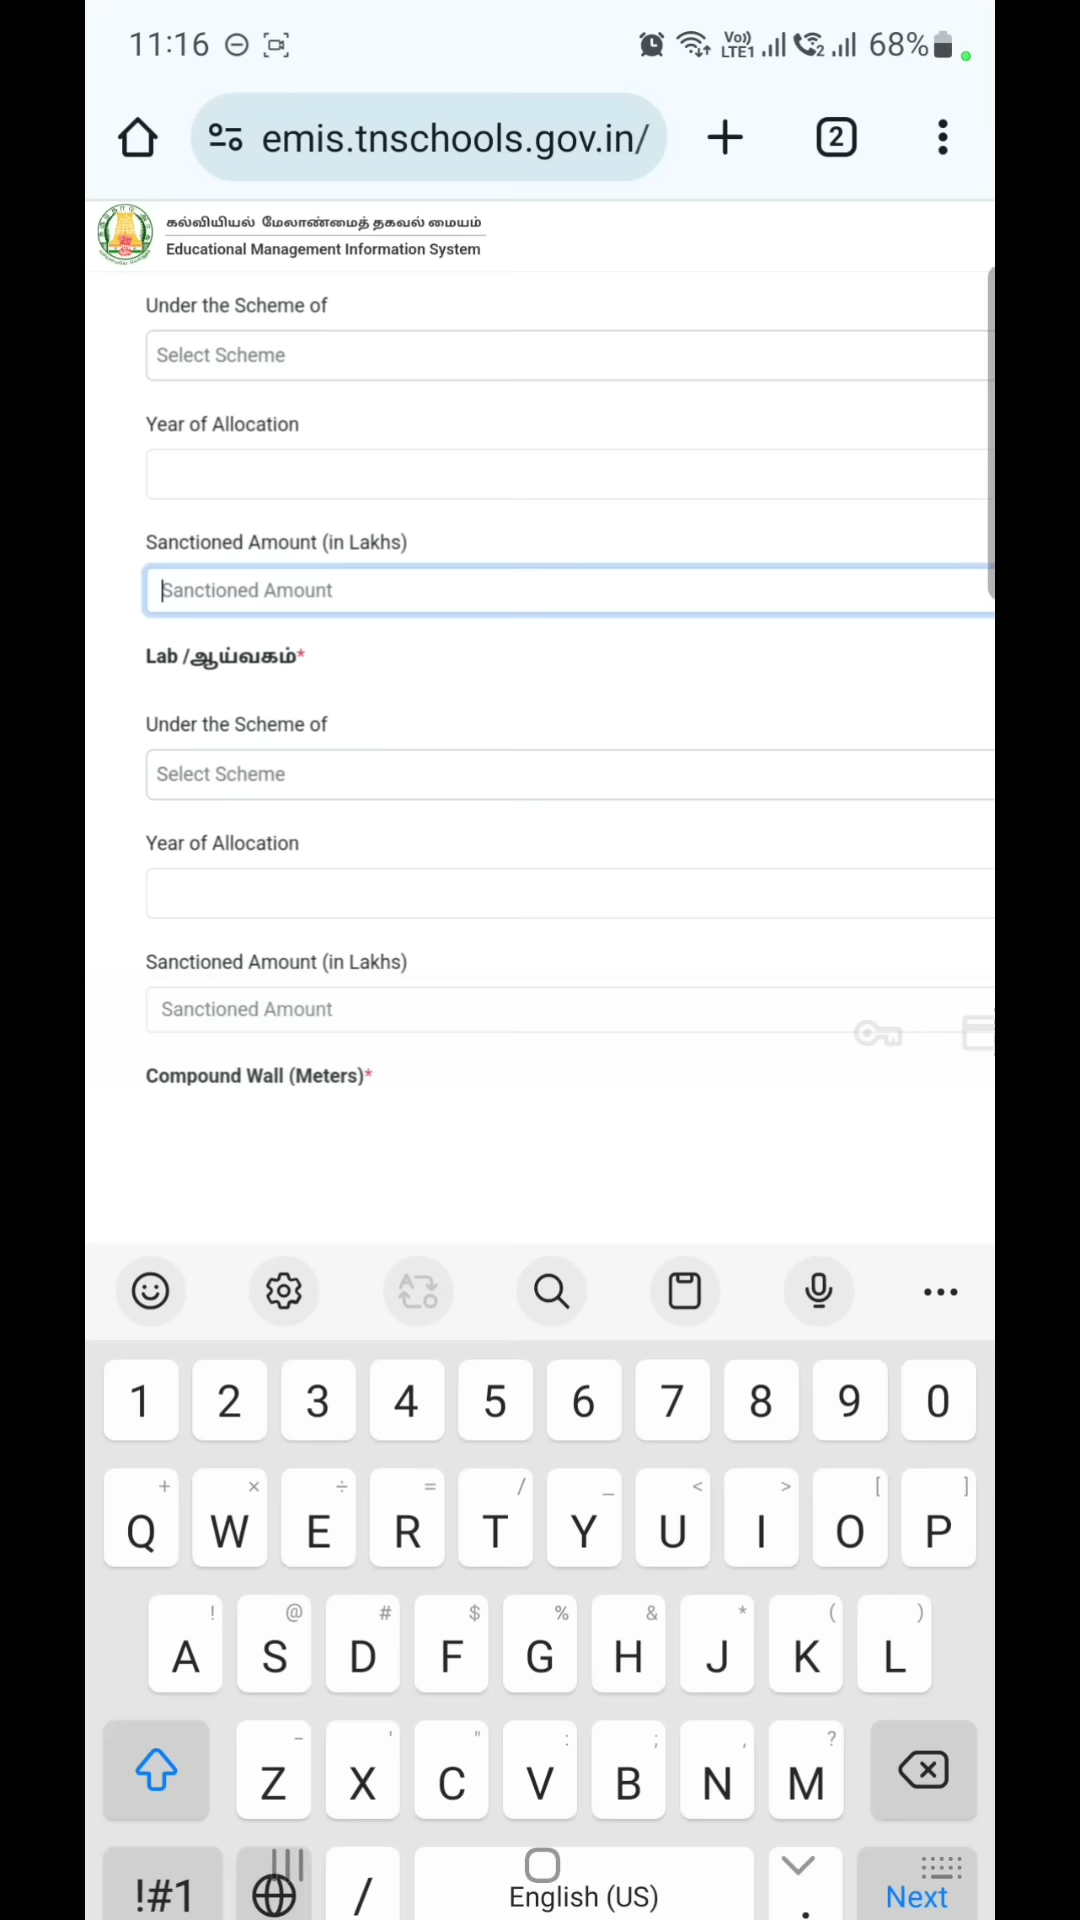 11:16 Vo)) LTE1 2 68%
emis.tnschools.gov.in/ 2
கல்வியியல் மேலாண்மைத் தகவல் மையம்
Educational Management Information System
Under the Scheme of
Select Scheme
Year of Allocation
Sanctioned Amount (in Lakhs)
Sanctioned Amount
Lab /ஆய்வகம்*
Under the Scheme of
Select Scheme
Year of Allocation
Sanctioned Amount (in Lakhs)
Sanctioned Amount
Compound Wall (Meters)*
1 2 3 4 5 6 7 8 9 0
+ × ÷ = / _ < > [ ]
Q W E R T Y U I O P
! @ # $ % & * ( )
A S D F G H J K L
- ' " : ; , ?
Z X C V B N M
!#1 / English (US) . Next